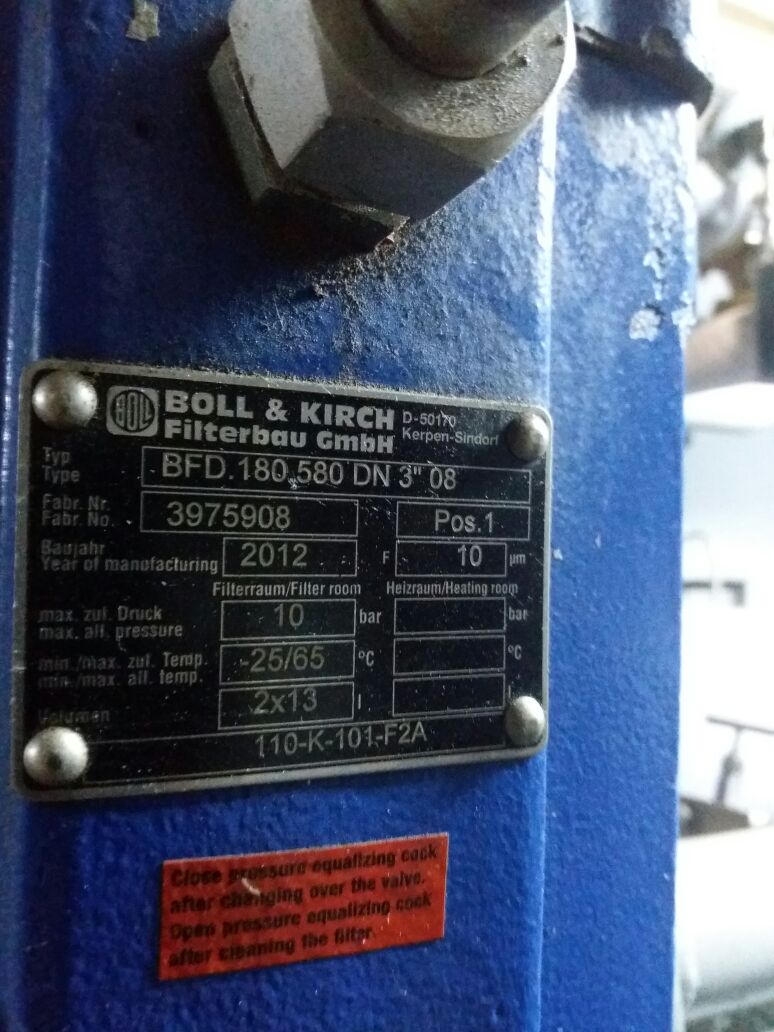 BOLL
BOLL & KIRCH
Filterbau GmbH
D-50170
Kerpen-Sindorf
Typ
Type
BFD.180.580 DN 3" 08
Fabr. Nr.
Fabr. No.
3975908
Pos.1
Baujahr
Year of manufacturing
2012
F
10
µm
Filterraum/Filter room
Heizraum/Heating room
max. zul. Druck
max. all. pressure
10
bar
bar
min./max. zul. Temp.
min./max. all. temp.
-25/65
°C
°C
Volumen
2x13
l
l
110-K-101-F2A
Close pressure equalizing cock
after changing over the valve.
Open pressure equalizing cock
after cleaning the filter.